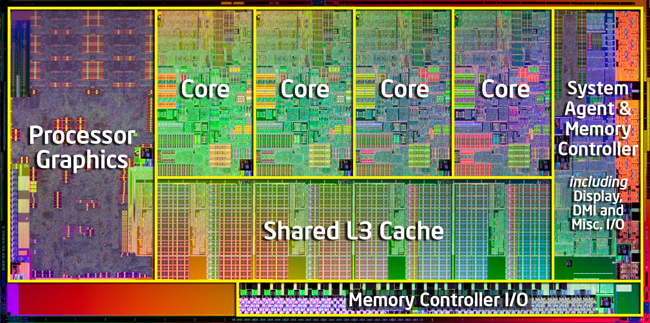 Processor
Graphics
Core
Core
Core
Core
System
Agent &
Memory
Controller
including
Display,
DMI and
Misc. I/O
Shared L3 Cache
Memory Controller I/O